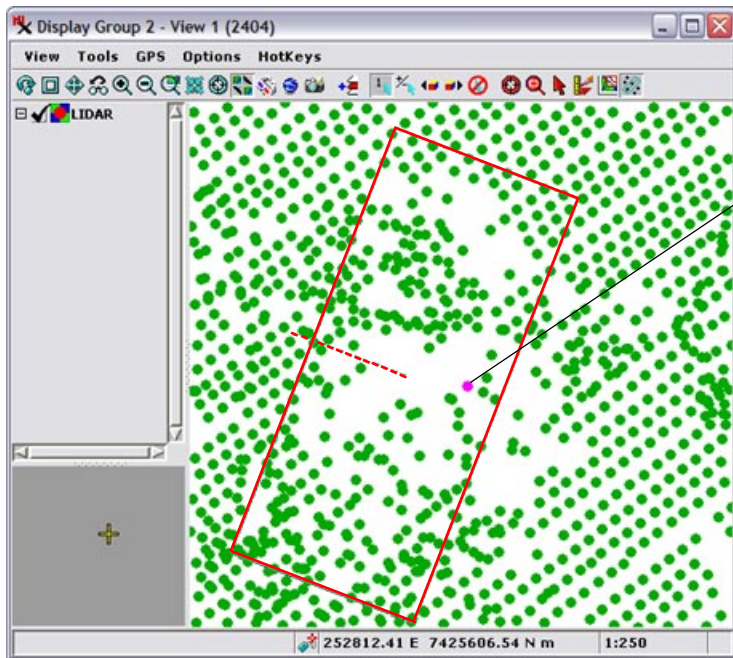 Display Group 2 - View 1 (2404)
View Tools GPS Options HotKeys
LIDAR
252812.41 E 7425606.54 N m 1:250